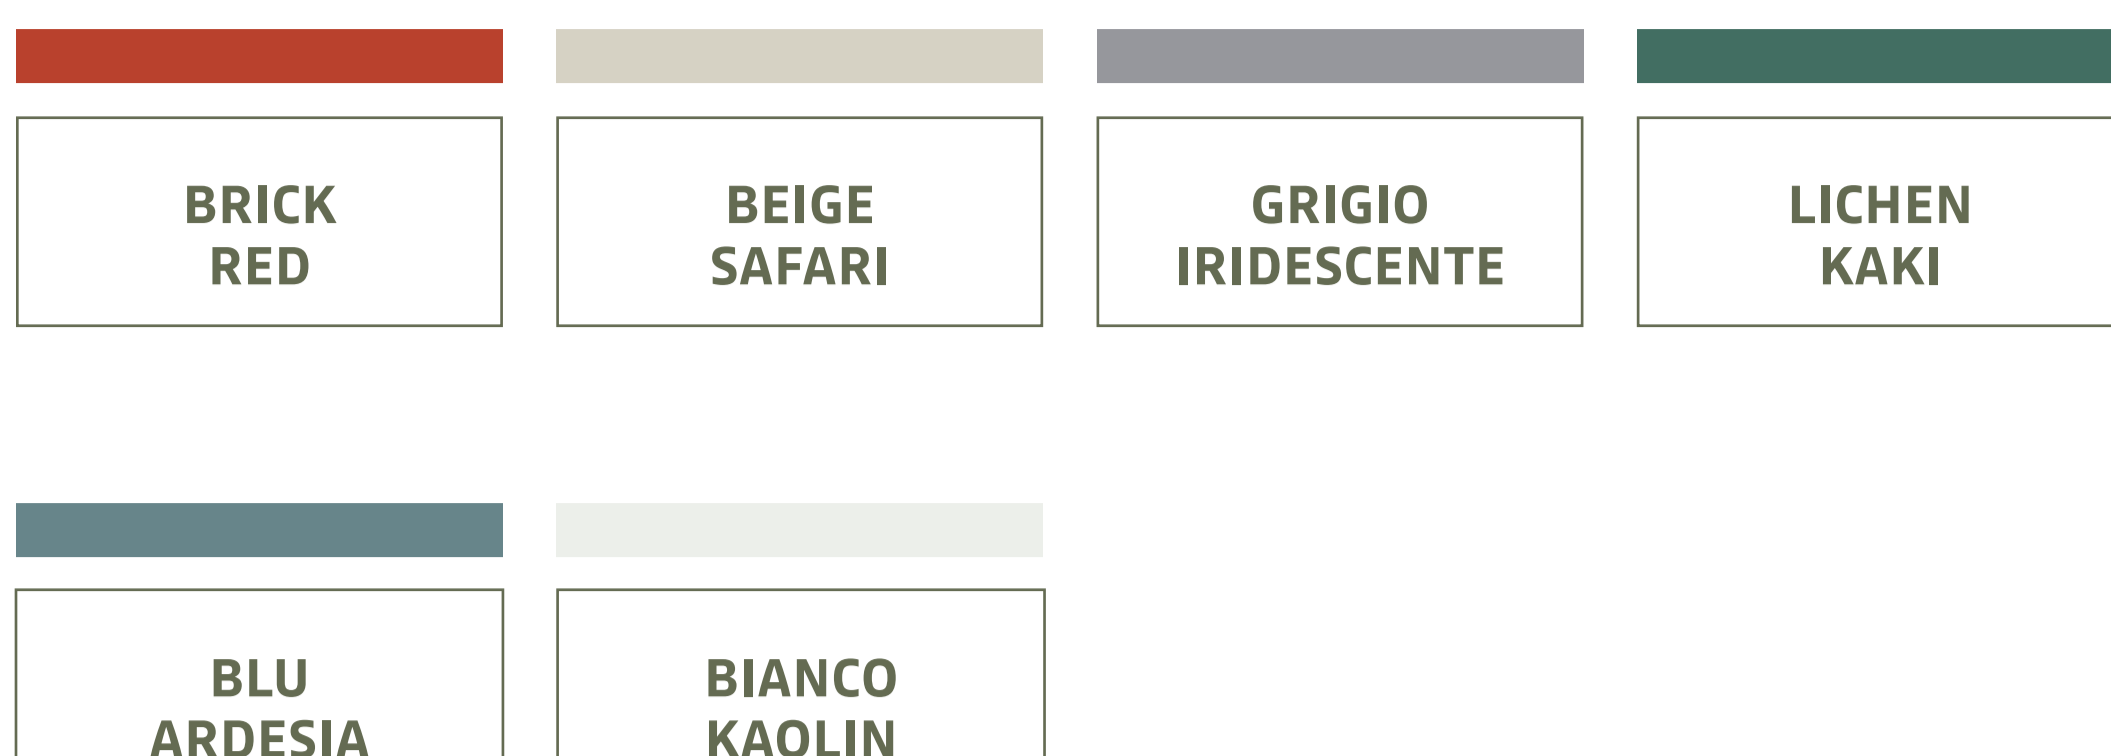 BRICK
RED
BEIGE
SAFARI
GRIGIO
IRIDESCENTE
LICHEN
KAKI
BLU
ARDESIA
BIANCO
KAOLIN